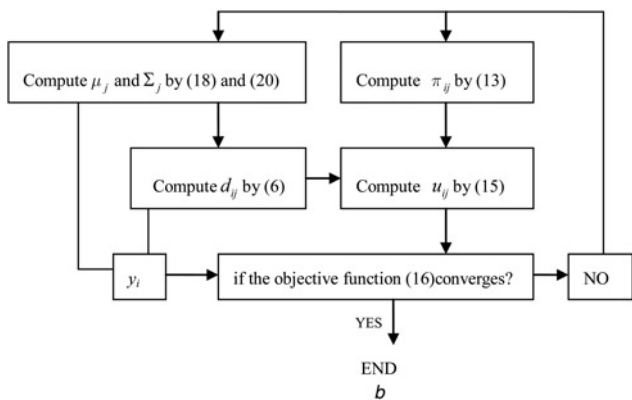 Compute μ_j and Σ_j by (18) and (20)
Compute π_ij by (13)
Compute d_ij by (6)
Compute u_ij by (15)
y_i
if the objective function (16)converges?
NO
YES
END
b